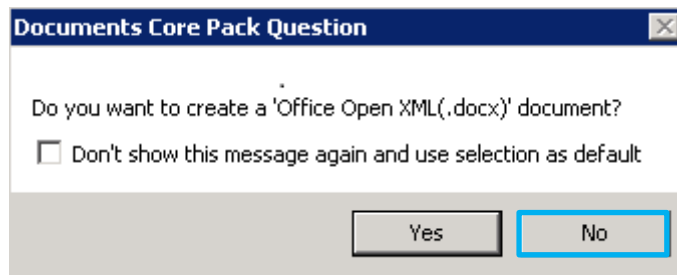 Documents Core Pack Question
Do you want to create a 'Office Open XML(.docx)' document?
Don't show this message again and use selection as default
Yes No